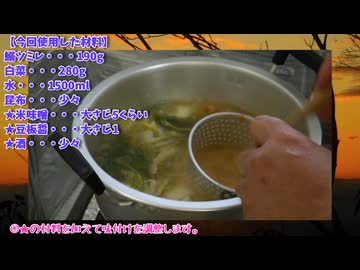 【今回使用した材料】
鰯ツミレ・・・190g
白菜・・・280g
水・・・1500ml
昆布・・・少々
★米味噌・・・大さじ5くらい
★豆板醤・・・大さじ1
★酒・・・少々
④★の材料を加えて味付けを調整します。